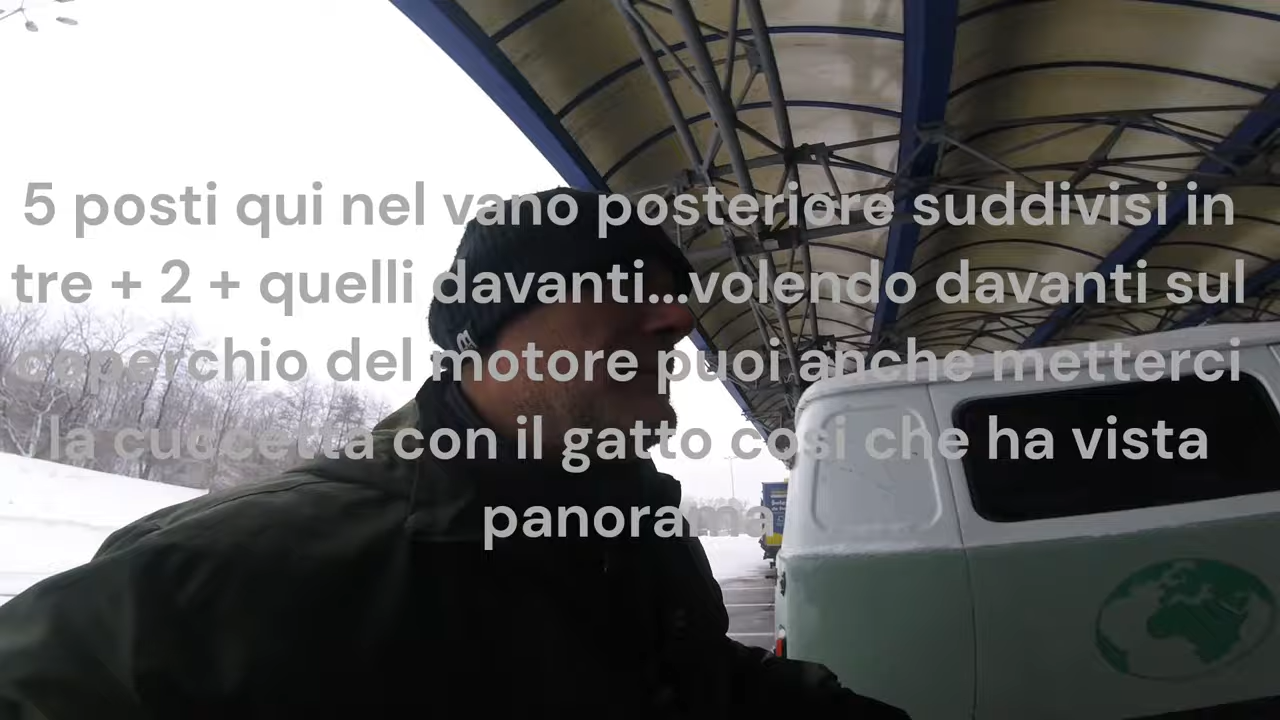 5 posti qui nel vano posteriore suddivisi in
tre + 2 + quelli davanti...volendo davanti sul
coperchio del motore puoi anche metterci
la cuccetta con il gatto così che ha vista
panorama